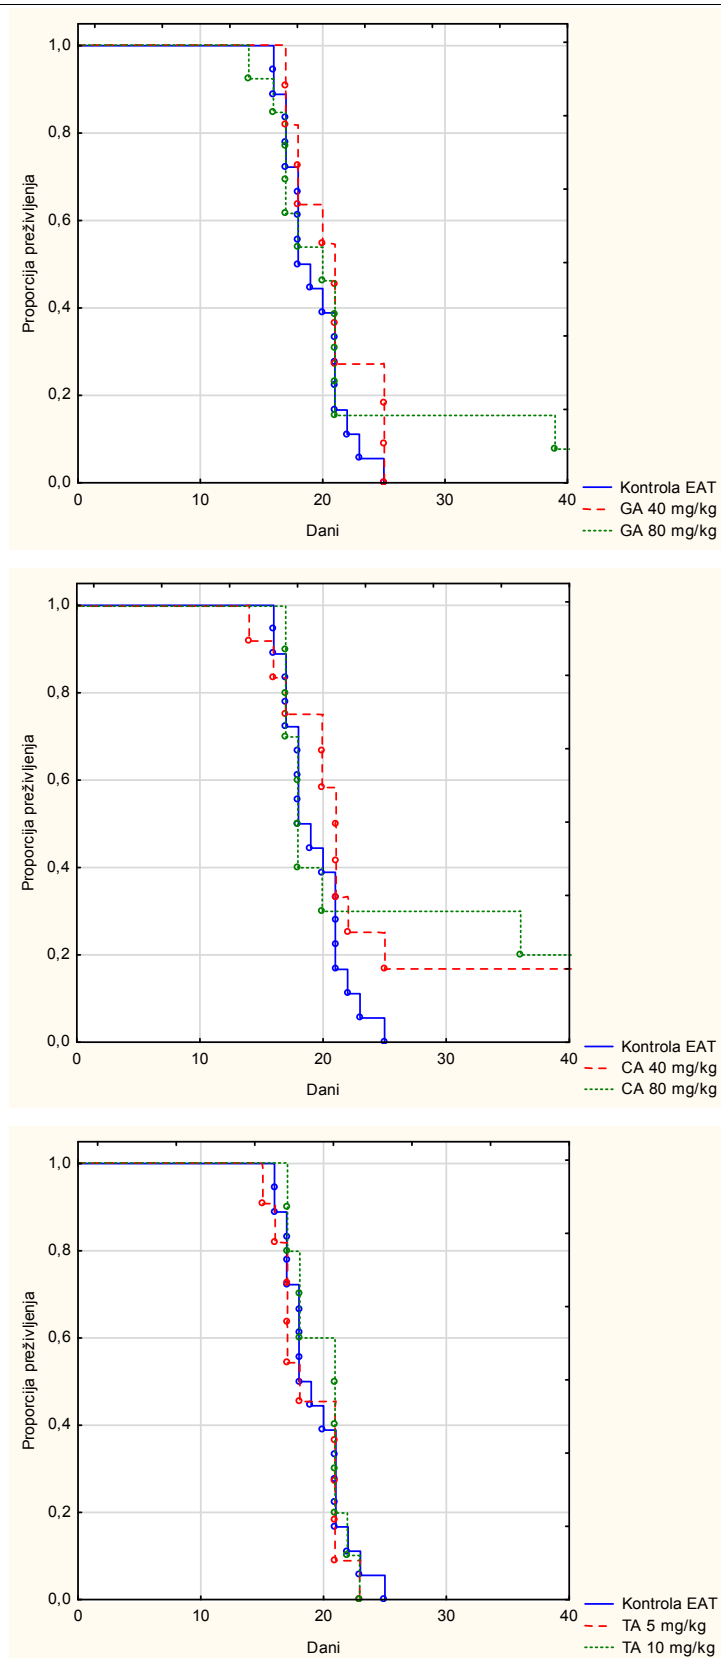 1,0
0,8
0,6
0,4
0,2
0,0
Proporcija preživljenja
0 10 20 30 40
Dani
Kontrola EAT
GA 40 mg/kg
GA 80 mg/kg
1,0
0,8
0,6
0,4
0,2
0,0
Proporcija preživljenja
0 10 20 30 40
Dani
Kontrola EAT
CA 40 mg/kg
CA 80 mg/kg
1,0
0,8
0,6
0,4
0,2
0,0
Proporcija preživljenja
0 10 20 30 40
Dani
Kontrola EAT
TA 5 mg/kg
TA 10 mg/kg